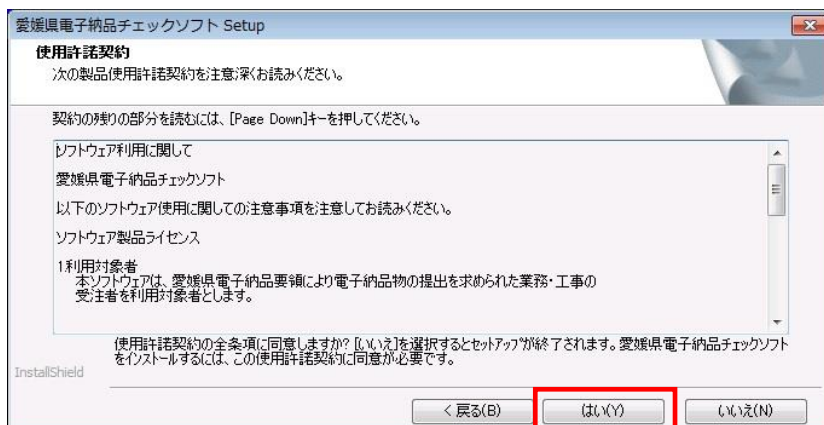 愛媛県電子納品チェックソフト Setup
使用許諾契約
次の製品使用許諾契約を注意深くお読みください。
契約の残りの部分を読むには、[Page Down]キーを押してください。
ソフトウェア利用に関して
愛媛県電子納品チェックソフト
以下のソフトウェア使用に関しての注意事項を注意してお読みください。
ソフトウェア製品ライセンス
1利用対象者
本ソフトウェアは、愛媛県電子納品要領により電子納品物の提出を求められた業務・工事の
受注者を利用対象者とします。
使用許諾契約の全条項に同意しますか? [いいえ]を選択するとセットアップが終了されます。愛媛県電子納品チェックソフト
をインストールするには、この使用許諾契約に同意が必要です。
InstallShield
< 戻る(B)
はい(Y)
いいえ(N)